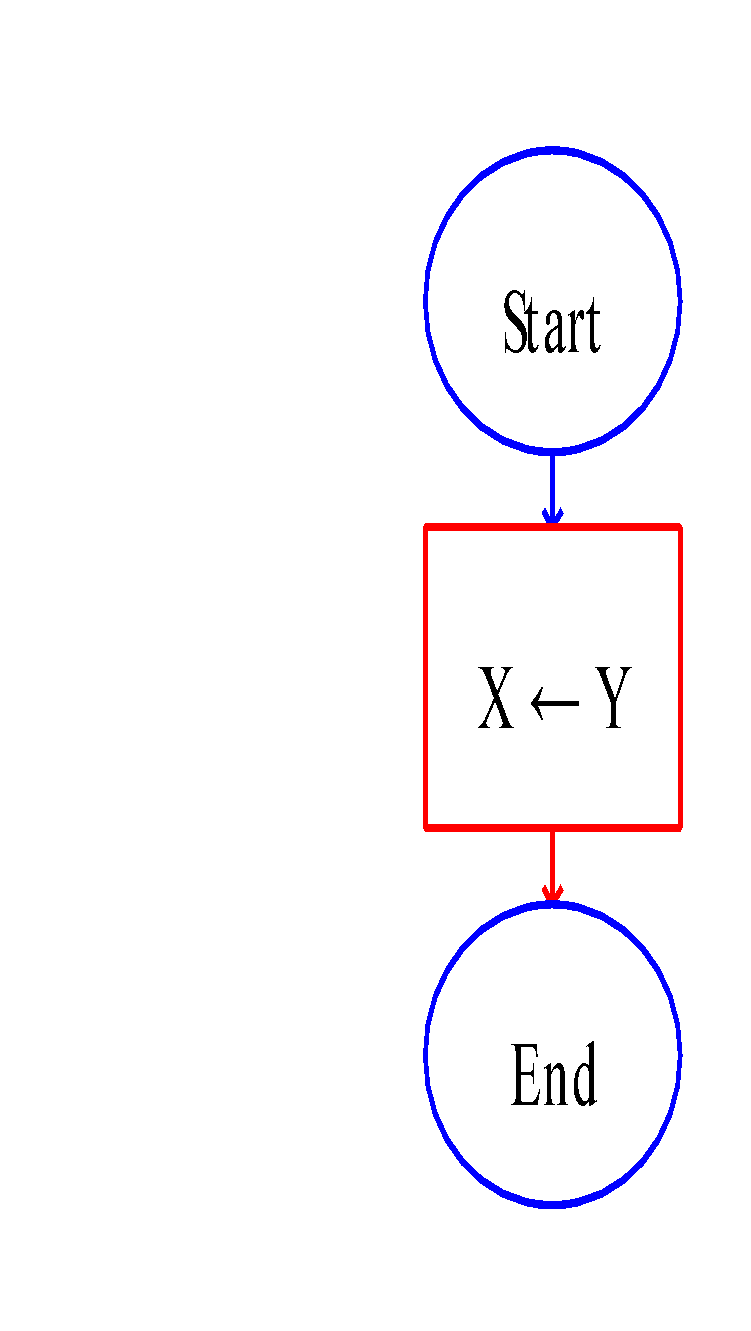 Start
X ← Y
End